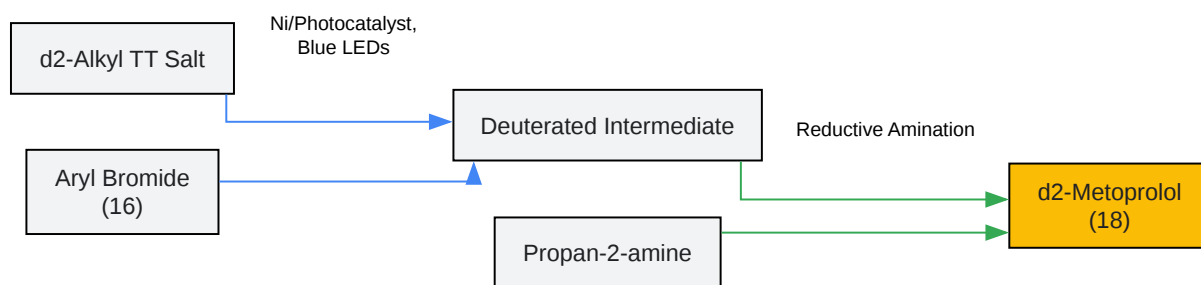 Ni/Photocatalyst,
Blue LEDs
d2-Alkyl TT Salt
Deuterated Intermediate
Reductive Amination
Aryl Bromide
(16)
d2-Metoprolol
(18)
Propan-2-amine